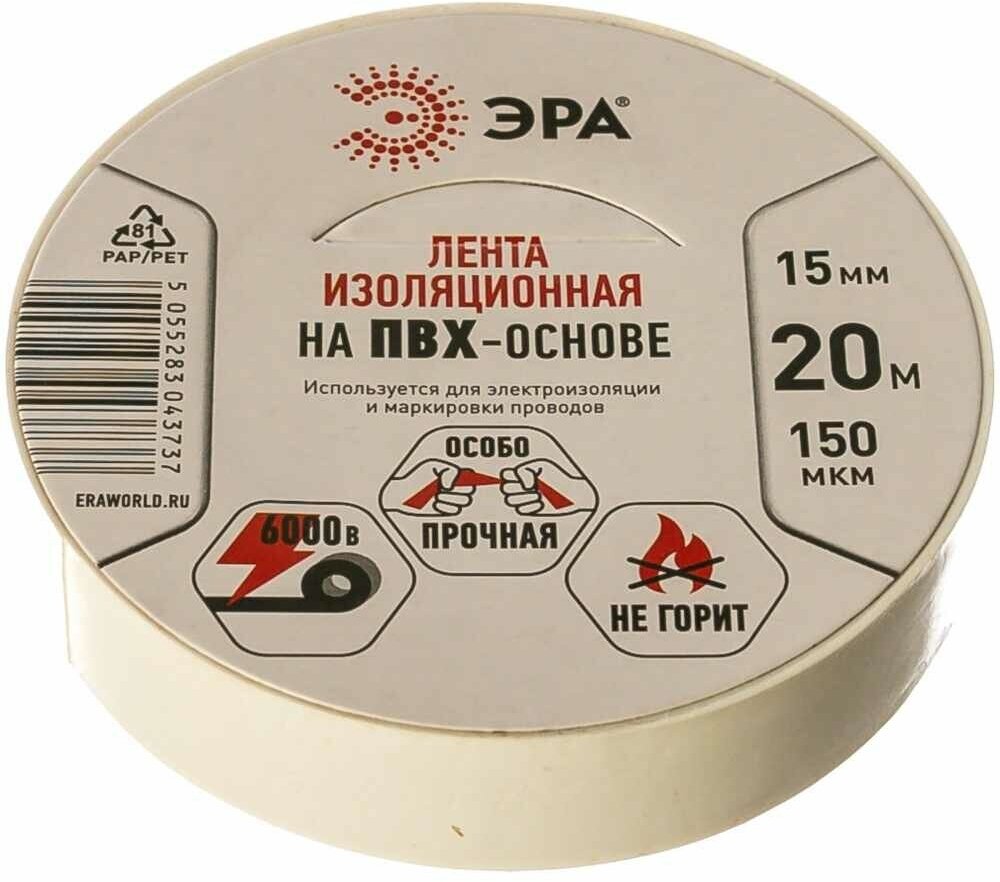 ЭРА®
ЛЕНТА
ИЗОЛЯЦИОННАЯ
НА ПВХ-ОСНОВЕ
Используется для электроизоляции
и маркировки проводов
81
PAP/PET
5 055283 043737
ERAWORLD.RU
15 мм
20 м
150
МКМ
6000 В
ОСОБО
ПРОЧНАЯ
НЕ ГОРИТ